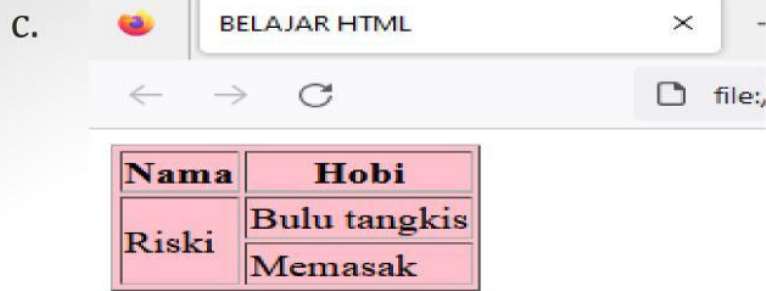 C.
BELAJAR HTML
file:/
Nama Hobi
Riski
Bulu tangkis
Memasak